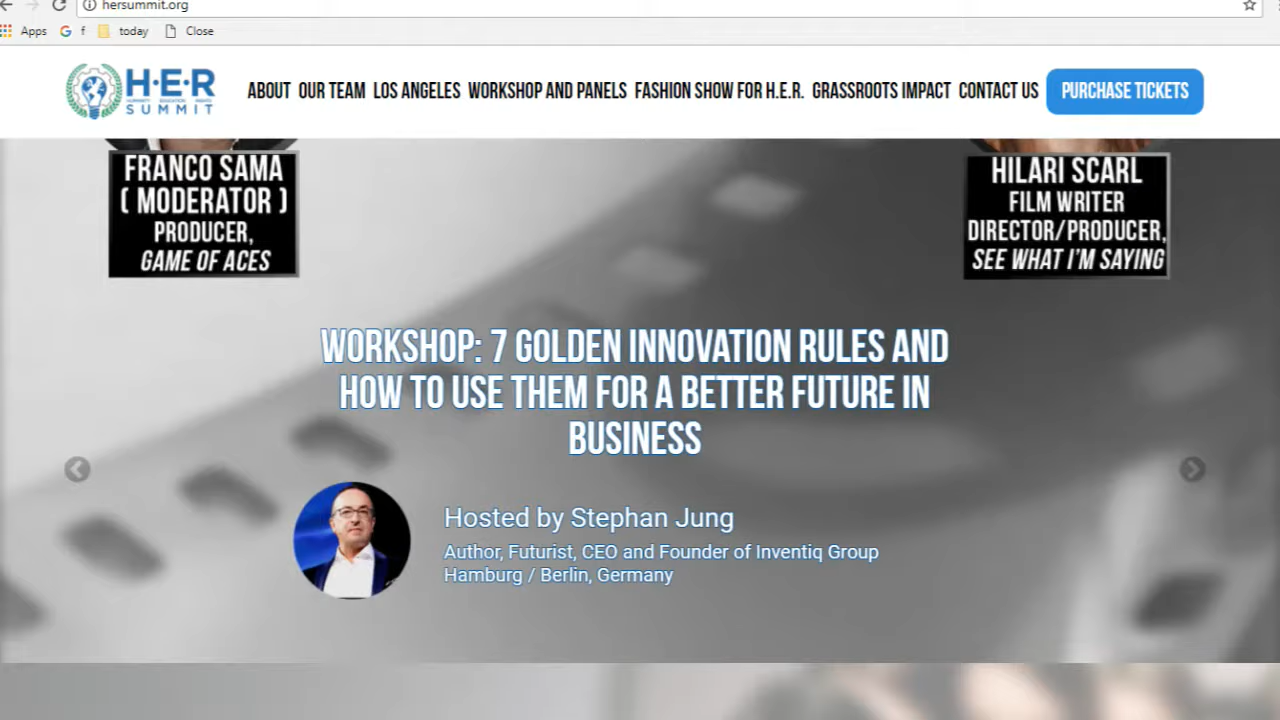 hersummit.org
Apps G f today Close
H·E·R
SUMMIT
ABOUT OUR TEAM LOS ANGELES WORKSHOP AND PANELS FASHION SHOW FOR H.E.R. GRASSROOTS IMPACT CONTACT US PURCHASE TICKETS
FRANCO SAMA
( MODERATOR )
PRODUCER,
GAME OF ACES
HILARI SCARL
FILM WRITER
DIRECTOR/PRODUCER,
SEE WHAT I'M SAYING
WORKSHOP: 7 GOLDEN INNOVATION RULES AND
HOW TO USE THEM FOR A BETTER FUTURE IN
BUSINESS
Hosted by Stephan Jung
Author, Futurist, CEO and Founder of Inventiq Group
Hamburg / Berlin, Germany